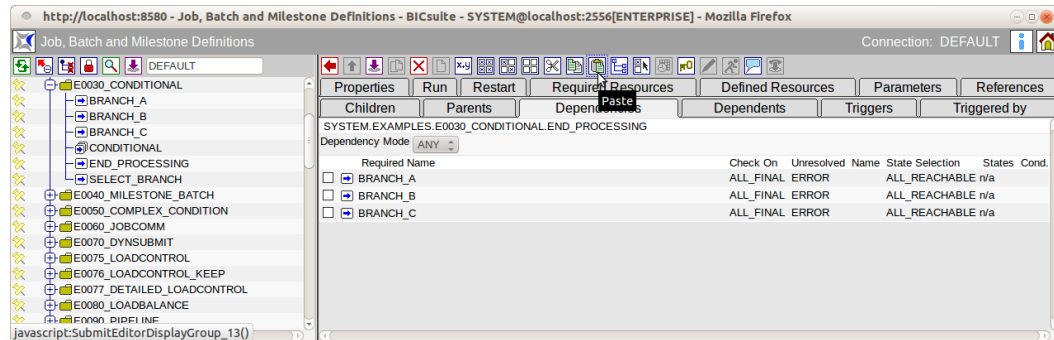 http://localhost:8580 - Job, Batch and Milestone Definitions - BICsuite - SYSTEM@localhost:2556[ENTERPRISE] - Mozilla Firefox
Job, Batch and Milestone Definitions
Connection: DEFAULT
DEFAULT
E0030_CONDITIONAL
BRANCH_A
BRANCH_B
BRANCH_C
CONDITIONAL
END_PROCESSING
SELECT_BRANCH
E0040_MILESTONE_BATCH
E0050_COMPLEX_CONDITION
E0060_JOBCOMM
E0070_DYNSUBMIT
E0075_LOADCONTROL
E0076_LOADCONTROL_KEEP
E0077_DETAILED_LOADCONTROL
E0080_LOADBALANCE
E0090_PIPELINE
javascript:SubmitEditorDisplayGroup_13()
x,y
Properties Run Restart Required Resources Defined Resources Parameters References
Paste
Children Parents Dependencies Dependents Triggers Triggered by
SYSTEM.EXAMPLES.E0030_CONDITIONAL.END_PROCESSING
Dependency Mode ANY
Required Name Check On Unresolved Name State Selection States Cond.
BRANCH_A ALL_FINAL ERROR ALL_REACHABLE n/a
BRANCH_B ALL_FINAL ERROR ALL_REACHABLE n/a
BRANCH_C ALL_FINAL ERROR ALL_REACHABLE n/a